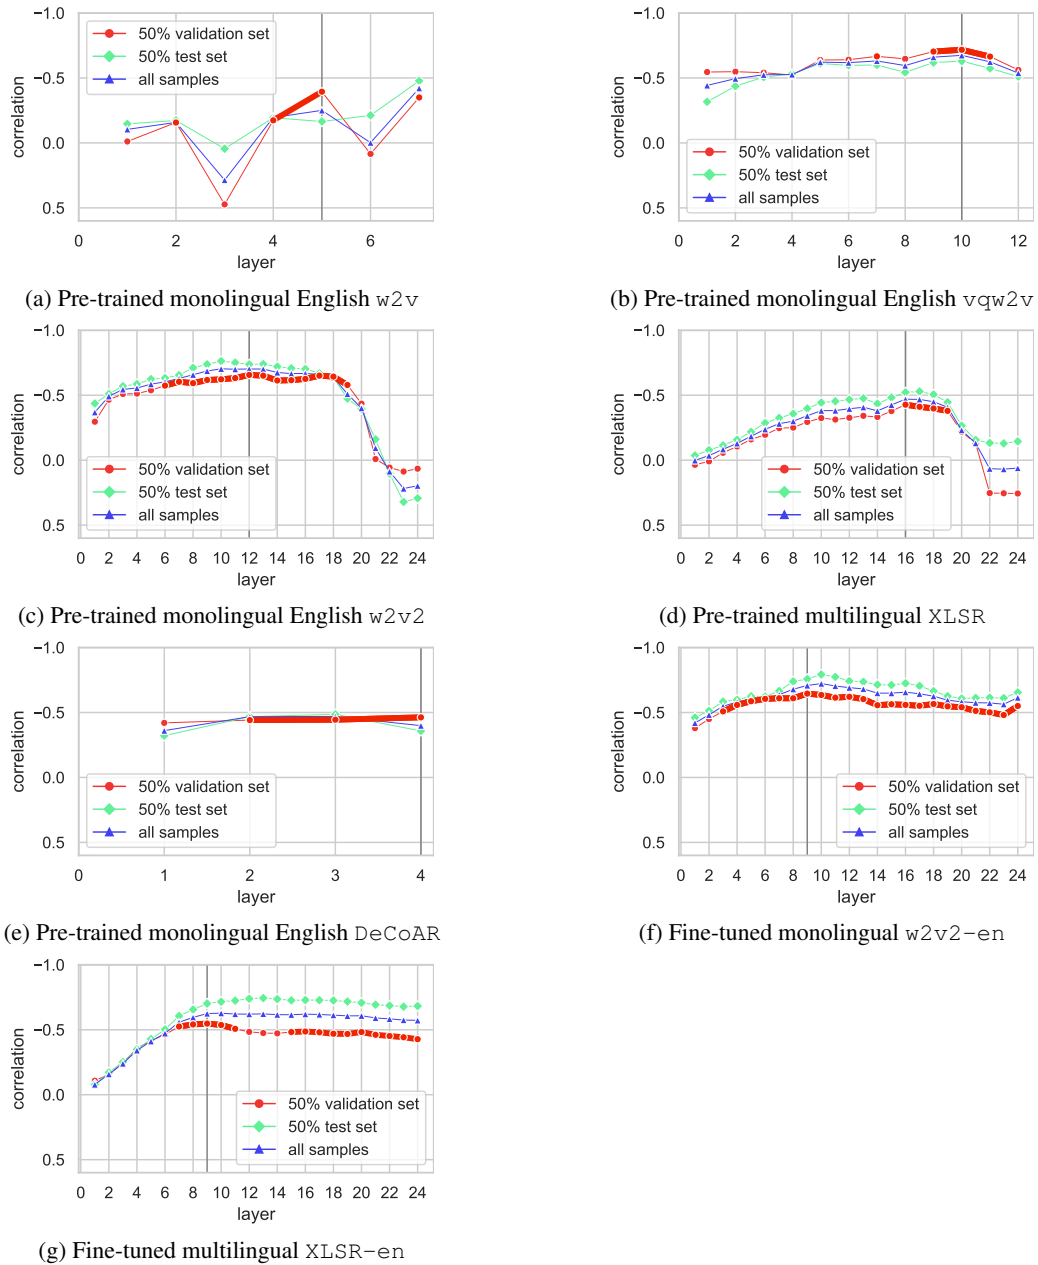 −1.0
−0.5
0.0
0.5
correlation
50% validation set
50% test set
all samples
0 2 4 6
layer
(a) Pre-trained monolingual English w2v
−1.0
−0.5
0.0
0.5
correlation
50% validation set
50% test set
all samples
0 2 4 6 8 10 12
layer
(b) Pre-trained monolingual English vqw2v
−1.0
−0.5
0.0
0.5
correlation
50% validation set
50% test set
all samples
0 2 4 6 8 10 12 14 16 18 20 22 24
layer
(c) Pre-trained monolingual English w2v2
−1.0
−0.5
0.0
0.5
correlation
50% validation set
50% test set
all samples
0 2 4 6 8 10 12 14 16 18 20 22 24
layer
(d) Pre-trained multilingual XLSR
−1.0
−0.5
0.0
0.5
correlation
50% validation set
50% test set
all samples
0 1 2 3 4
layer
(e) Pre-trained monolingual English DeCoAR
−1.0
−0.5
0.0
0.5
correlation
50% validation set
50% test set
all samples
0 2 4 6 8 10 12 14 16 18 20 22 24
layer
(f) Fine-tuned monolingual w2v2-en
−1.0
−0.5
0.0
0.5
correlation
50% validation set
50% test set
all samples
0 2 4 6 8 10 12 14 16 18 20 22 24
layer
(g) Fine-tuned multilingual XLSR-en